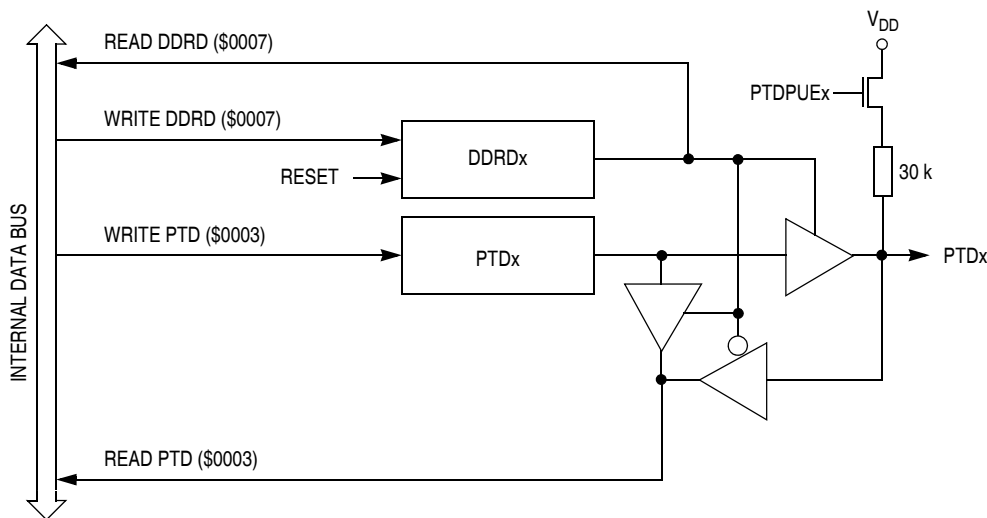 V_DD
READ DDRD ($0007)
PTDPUEx
WRITE DDRD ($0007)
DDRDx
RESET
30 k
WRITE PTD ($0003)
PTDx
PTDx
INTERNAL DATA BUS
READ PTD ($0003)